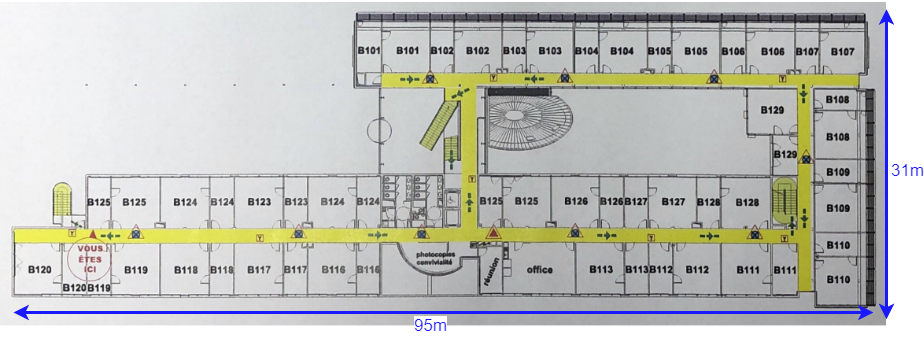 B101 B101 B102 B102 B103 B103 B104 B104 B105 B105 B106 B106 B107 B107
T T
B108
B129
B108
31m
B129
B109
T
B125 B125 B124 B124 B123 B123 B124 B124 B125 B125 B126 B126 B127 B127 B128 B128
B109
T
T T T T
VOUS
ÊTES
ICI
B110
photocopies
convivialité
réunion
B120 B119 B118 B118 B117 B117 B116 B116 office B113 B113 B112 B112 B111 B111
B110
B120 B119
95m